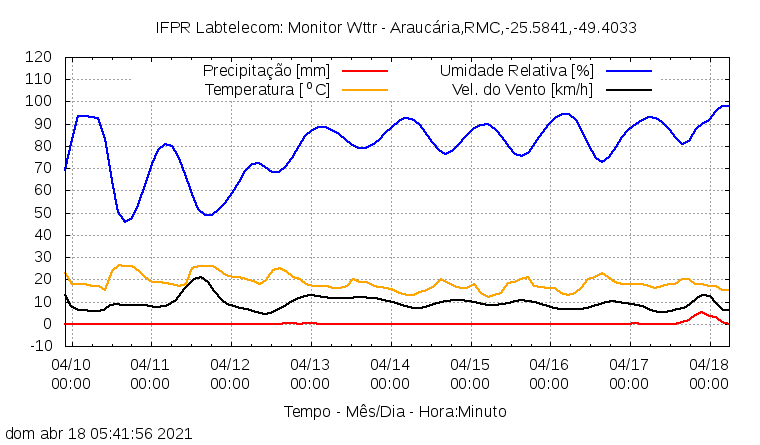 IFPR Labtelecom: Monitor Wttr - Araucária,RMC,-25.5841,-49.4033
Precipitação [mm]
Temperatura [⁰C]
Umidade Relativa [%]
Vel. do Vento [km/h]
120
110
100
90
80
70
60
50
40
30
20
10
0
-10
04/10 04/11 04/12 04/13 04/14 04/15 04/16 04/17 04/18
00:00 00:00 00:00 00:00 00:00 00:00 00:00 00:00 00:00
Tempo - Mês/Dia - Hora:Minuto
dom abr 18 05:41:56 2021